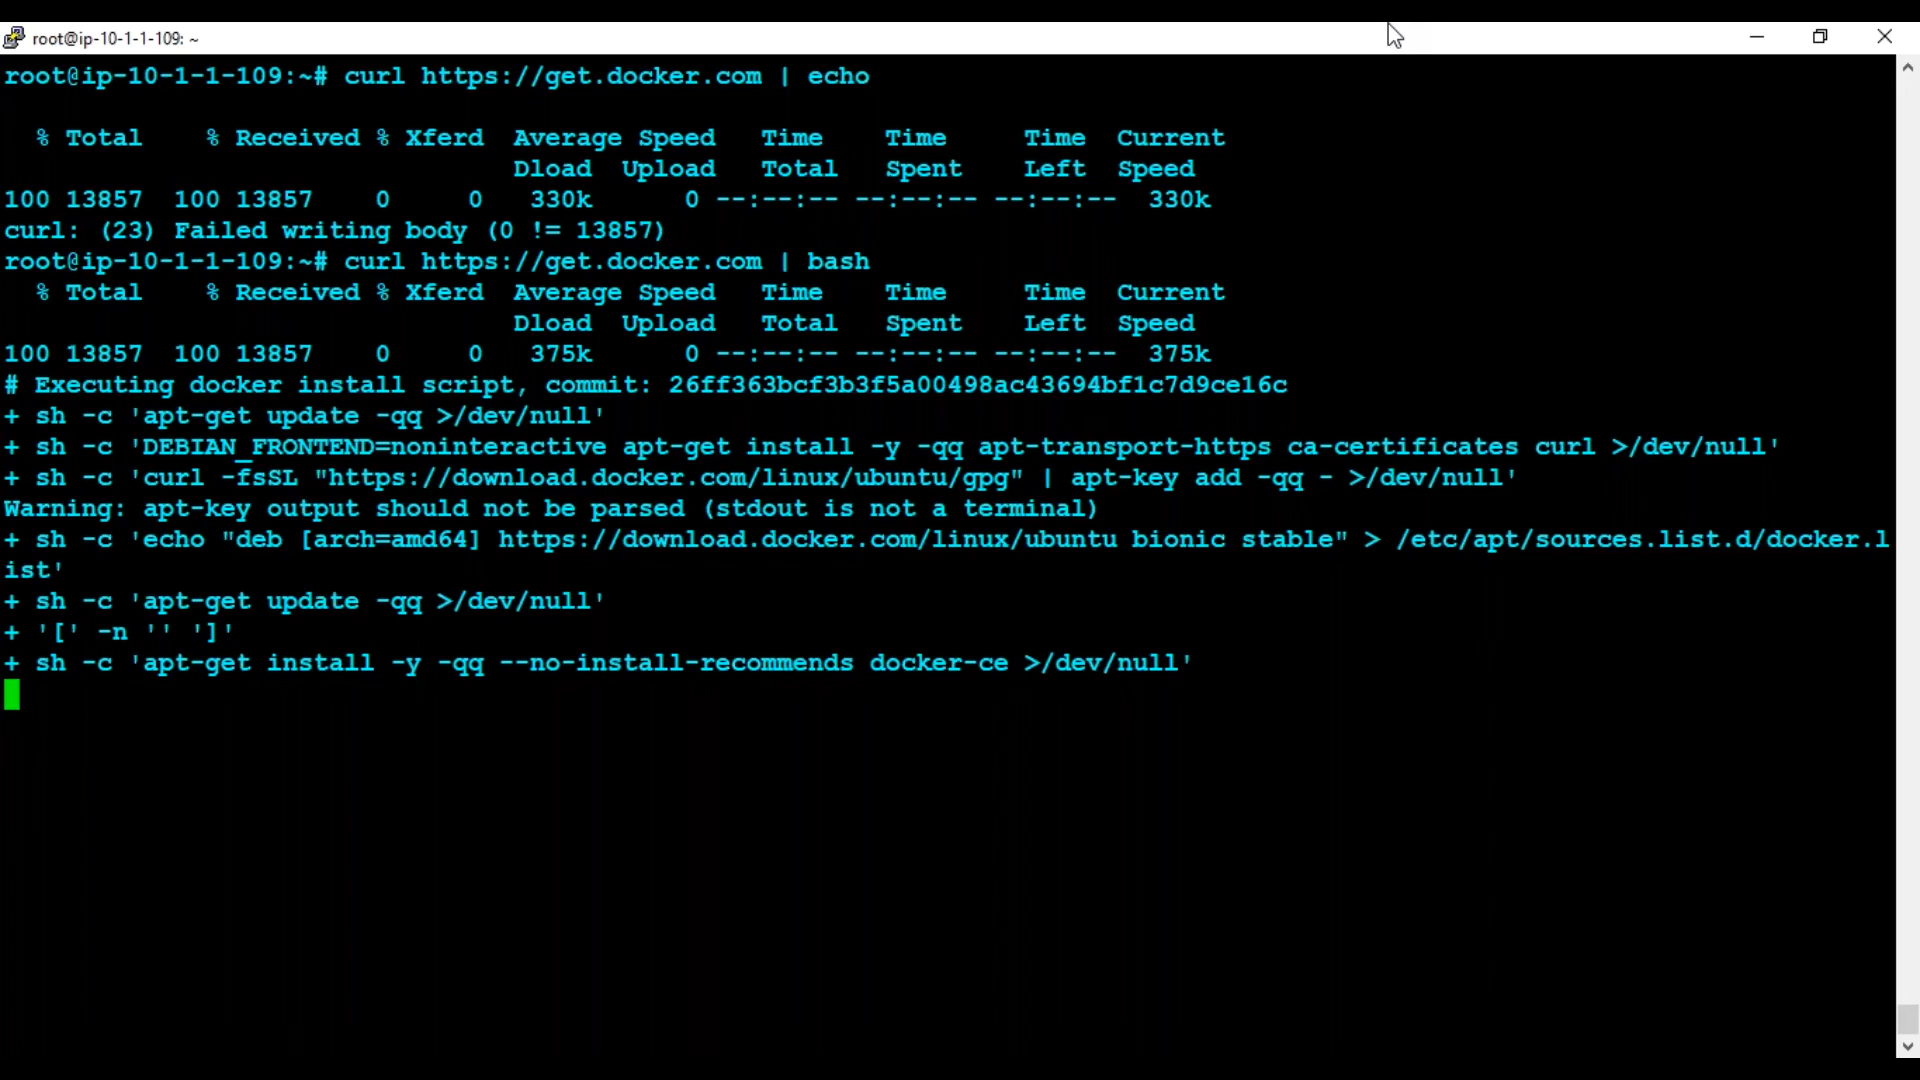 root@ip-10-1-1-109: ~
root@ip-10-1-1-109:~# curl https://get.docker.com | echo
% Total % Received % Xferd Average Speed Time Time Time Current
Dload Upload Total Spent Left Speed
100 13857 100 13857 0 0 330k 0 --:--:-- --:--:-- --:--:-- 330k
curl: (23) Failed writing body (0 != 13857)
root@ip-10-1-1-109:~# curl https://get.docker.com | bash
% Total % Received % Xferd Average Speed Time Time Time Current
Dload Upload Total Spent Left Speed
100 13857 100 13857 0 0 375k 0 --:--:-- --:--:-- --:--:-- 375k
# Executing docker install script, commit: 26ff363bcf3b3f5a00498ac43694bf1c7d9ce16c
+ sh -c 'apt-get update -qq >/dev/null'
+ sh -c 'DEBIAN_FRONTEND=noninteractive apt-get install -y -qq apt-transport-https ca-certificates curl >/dev/null'
+ sh -c 'curl -fsSL "https://download.docker.com/linux/ubuntu/gpg" | apt-key add -qq - >/dev/null'
Warning: apt-key output should not be parsed (stdout is not a terminal)
+ sh -c 'echo "deb [arch=amd64] https://download.docker.com/linux/ubuntu bionic stable" > /etc/apt/sources.list.d/docker.l
ist'
+ sh -c 'apt-get update -qq >/dev/null'
+ '[' -n '' ']'
+ sh -c 'apt-get install -y -qq --no-install-recommends docker-ce >/dev/null'